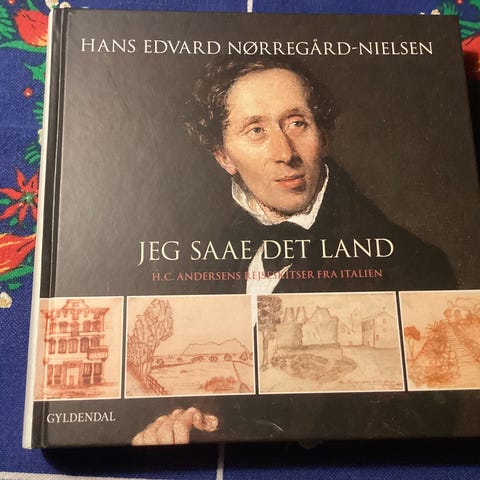 HANS EDVARD NØRREGÅRD-NIELSEN
JEG SAAE DET LAND
H.C. ANDERSENS REJSESKITSER FRA ITALIEN
GYLDENDAL